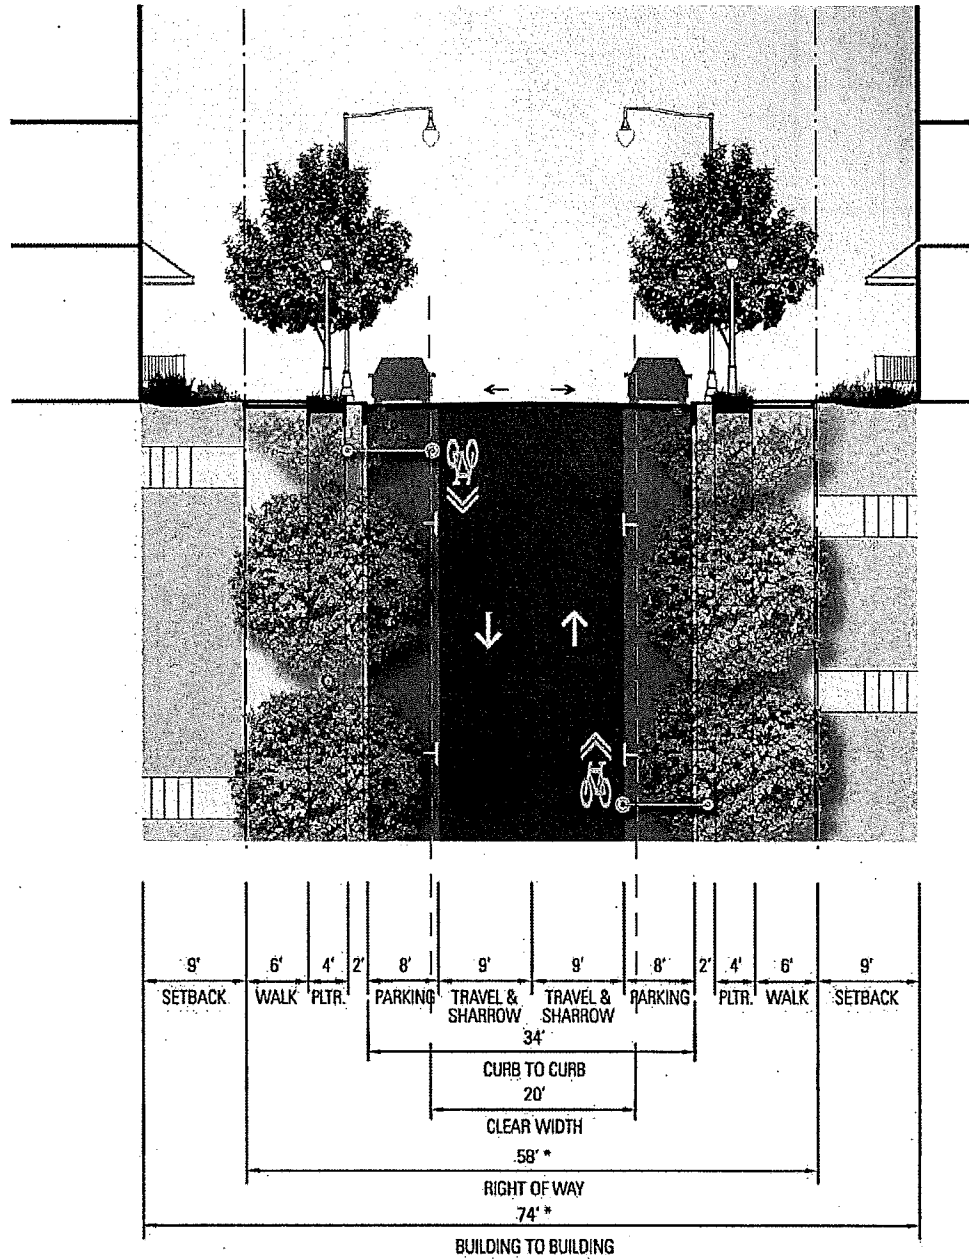 9' 6' 4' 2' 8' 9' 9' 8' 2' 4' 6' 9'
SETBACK WALK PLTR. PARKING TRAVEL & SHARROW TRAVEL & SHARROW PARKING PLTR. WALK SETBACK
34'
CURB TO CURB
20'
CLEAR WIDTH
58' *
RIGHT OF WAY
74' *
BUILDING TO BUILDING